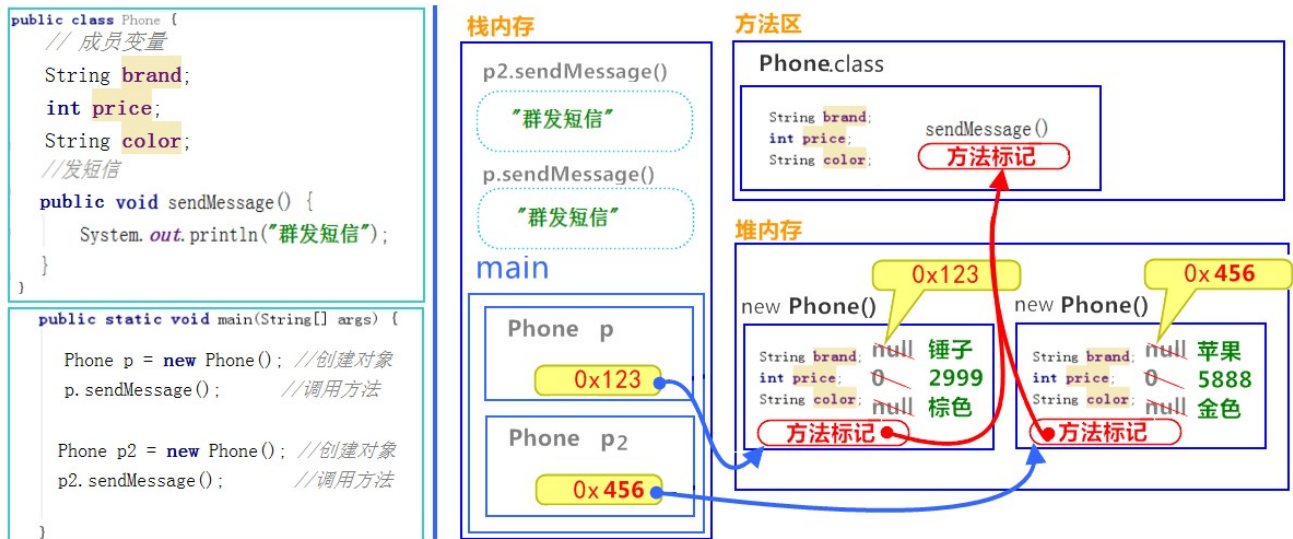 public class Phone {
// 成员变量
String brand;
int price;
String color;
//发短信
public void sendMessage() {
System.out.println("群发短信");
}
}
public static void main(String[] args) {
Phone p = new Phone(); //创建对象
p.sendMessage(); //调用方法
Phone p2 = new Phone(); //创建对象
p2.sendMessage(); //调用方法
}
栈内存
p2.sendMessage()
"群发短信"
p.sendMessage()
"群发短信"
main
Phone p
0x123
Phone p2
0x456
方法区
Phone.class
String brand;
int price;
String color;
sendMessage()
方法标记
堆内存
0x123
new Phone()
String brand; null 锤子
int price; 0 2999
String color; null 棕色
方法标记
0x456
new Phone()
String brand; null 苹果
int price; 0 5888
String color; null 金色
方法标记